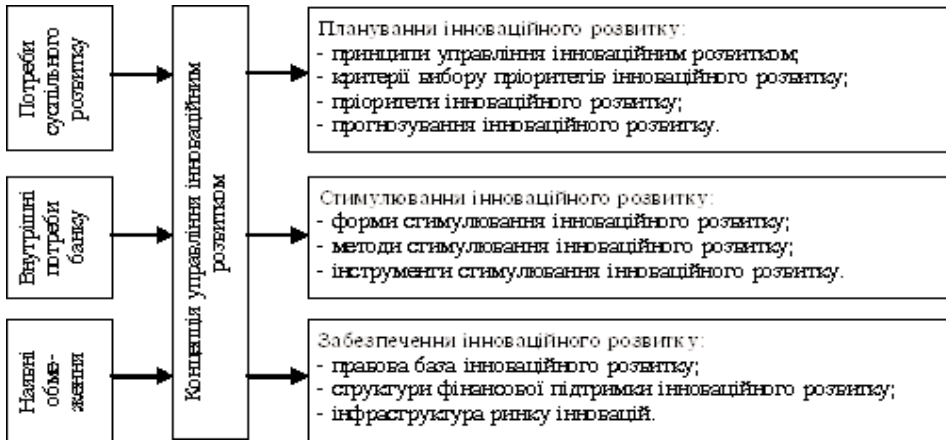 Потреби
суспільного
розвитку
Внутрішні
потреби
банку
Наявні
обме-
ження
Концепція управління інноваційним
розвитком
Планування інноваційного розвитку:
- принципи управління інноваційним розвитком;
- критерії вибору пріоритетів інноваційного розвитку;
- пріоритети інноваційного розвитку;
- прогнозування інноваційного розвитку.
Стимулювання інноваційного розвитку:
- форми стимулювання інноваційного розвитку;
- методи стимулювання інноваційного розвитку;
- інструменти стимулювання інноваційного розвитку.
Забезпечення інноваційного розвитку:
- правова база інноваційного розвитку;
- структури фінансової підтримки інноваційного розвитку;
- інфраструктура ринку інновацій.